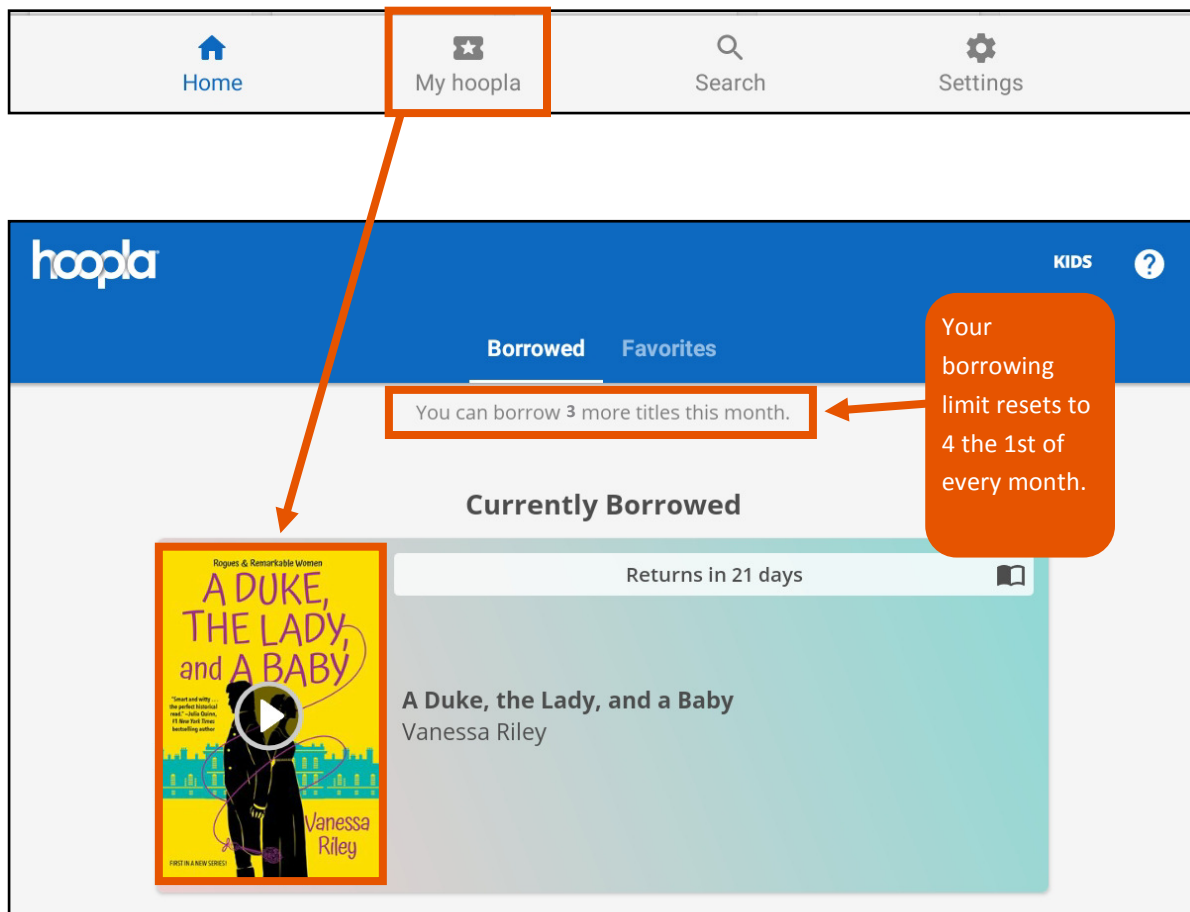 Home
My hoopla
Search
Settings
hoopla
KIDS
?
Borrowed
Favorites
You can borrow 3 more titles this month.
Your
borrowing
limit resets to
4 the 1st of
every month.
Currently Borrowed
Rogues & Remarkable Women
A DUKE,
THE LADY,
and A BABY
"Smart and witty . . .
the perfect historical
read." –Julia Quinn,
#1 New York Times
bestselling author
Vanessa
Riley
FIRST IN A NEW SERIES!
Returns in 21 days
A Duke, the Lady, and a Baby
Vanessa Riley